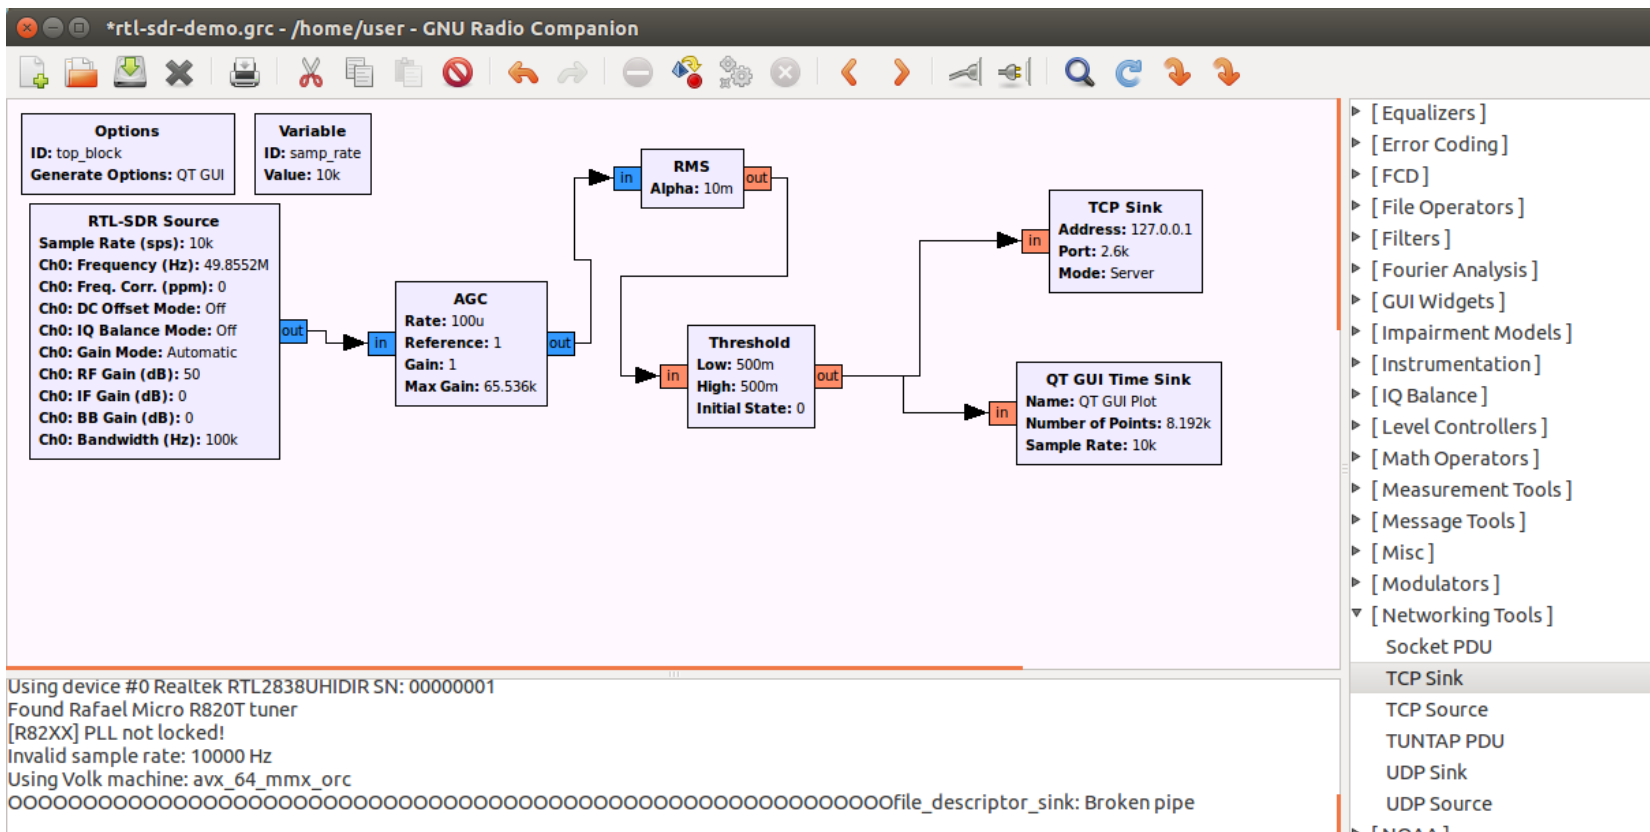 *rtl-sdr-demo.grc - /home/user - GNU Radio Companion
Options
ID: top_block
Generate Options: QT GUI
Variable
ID: samp_rate
Value: 10k
RTL-SDR Source
Sample Rate (sps): 10k
Ch0: Frequency (Hz): 49.8552M
Ch0: Freq. Corr. (ppm): 0
Ch0: DC Offset Mode: Off
Ch0: IQ Balance Mode: Off
Ch0: Gain Mode: Automatic
Ch0: RF Gain (dB): 50
Ch0: IF Gain (dB): 0
Ch0: BB Gain (dB): 0
Ch0: Bandwidth (Hz): 100k
out
in
AGC
Rate: 100u
Reference: 1
Gain: 1
Max Gain: 65.536k
out
in
RMS
Alpha: 10m
out
in
Threshold
Low: 500m
High: 500m
Initial State: 0
out
in
TCP Sink
Address: 127.0.0.1
Port: 2.6k
Mode: Server
in
QT GUI Time Sink
Name: QT GUI Plot
Number of Points: 8.192k
Sample Rate: 10k
[ Equalizers ]
[ Error Coding ]
[ FCD ]
[ File Operators ]
[ Filters ]
[ Fourier Analysis ]
[ GUI Widgets ]
[ Impairment Models ]
[ Instrumentation ]
[ IQ Balance ]
[ Level Controllers ]
[ Math Operators ]
[ Measurement Tools ]
[ Message Tools ]
[ Misc ]
[ Modulators ]
[ Networking Tools ]
Socket PDU
TCP Sink
TCP Source
TUNTAP PDU
UDP Sink
UDP Source
[ NOAA ]
Using device #0 Realtek RTL2838UHIDIR SN: 00000001
Found Rafael Micro R820T tuner
[R82XX] PLL not locked!
Invalid sample rate: 10000 Hz
Using Volk machine: avx_64_mmx_orc
OOOOOOOOOOOOOOOOOOOOOOOOOOOOOOOOOOOOOOOOOOOOOOOOOOOOOOOOOOOfile_descriptor_sink: Broken pipe